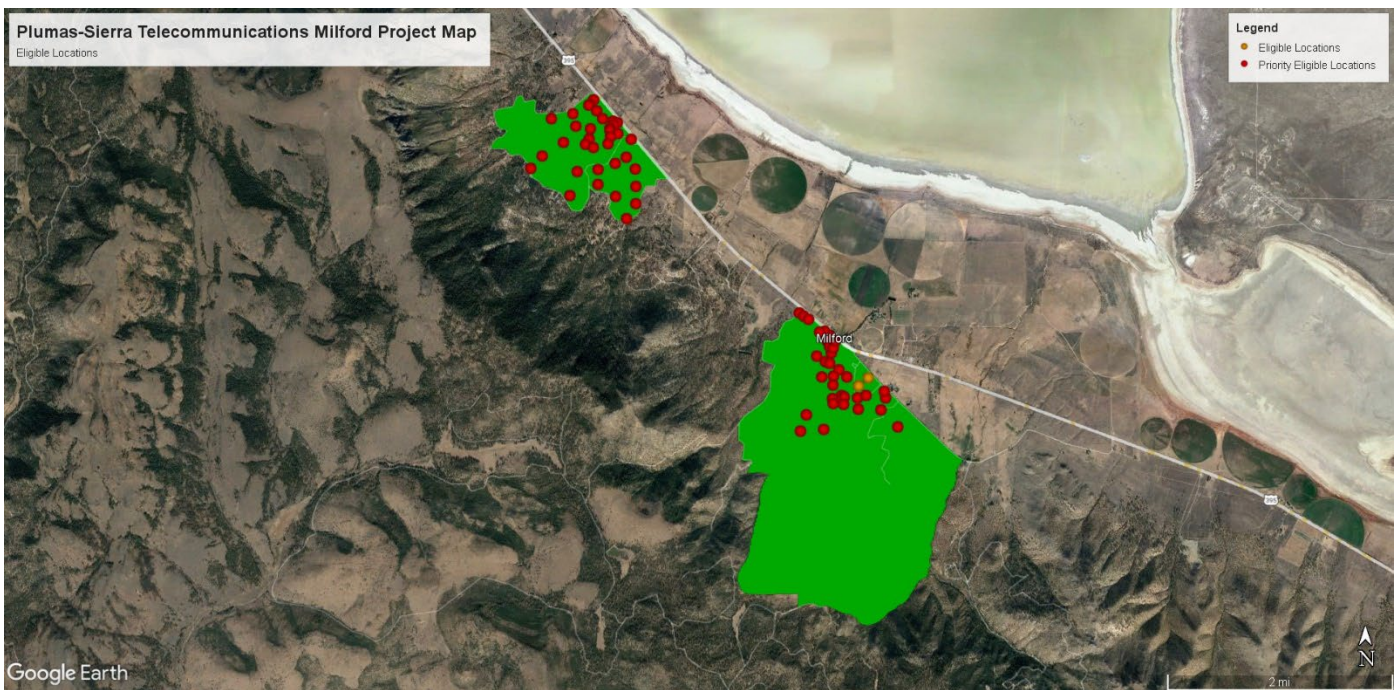 Plumas-Sierra Telecommunications Milford Project Map
Eligible Locations
Legend
Eligible Locations
Priority Eligible Locations
395
Milford
395
Google Earth
N
2 mi